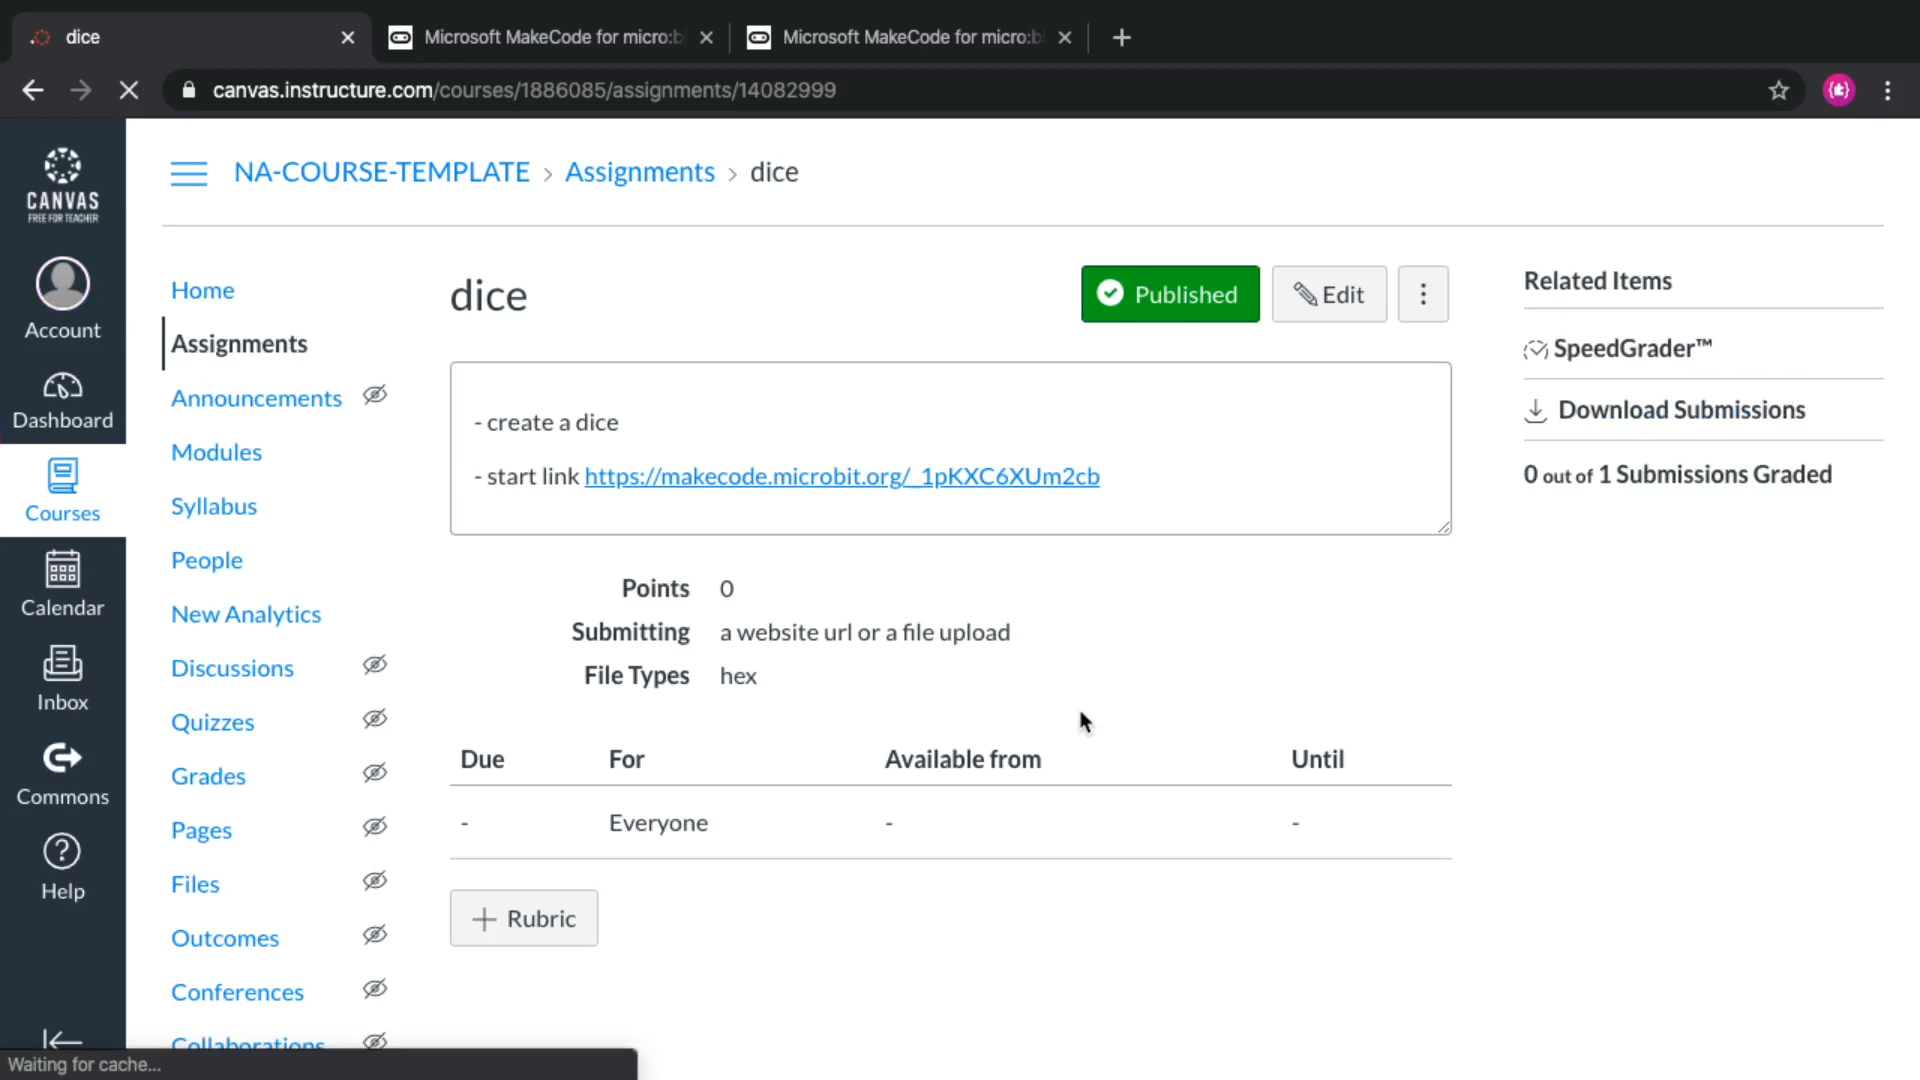 dice
Microsoft MakeCode for micro:b
Microsoft MakeCode for micro:b
canvas.instructure.com/courses/1886085/assignments/14082999
CANVAS
FREE FOR TEACHER
Account
Dashboard
Courses
Calendar
Inbox
Commons
Help
NA-COURSE-TEMPLATE › Assignments › dice
Home
Assignments
Announcements
Modules
Syllabus
People
New Analytics
Discussions
Quizzes
Grades
Pages
Files
Outcomes
Conferences
Collaborations
dice
Published
Edit
- create a dice
- start link https://makecode.microbit.org/_1pKXC6XUm2cb
Points 0
Submitting a website url or a file upload
File Types hex
Due For Available from Until
- Everyone - -
+ Rubric
Related Items
SpeedGrader™
Download Submissions
0 out of 1 Submissions Graded
Waiting for cache...